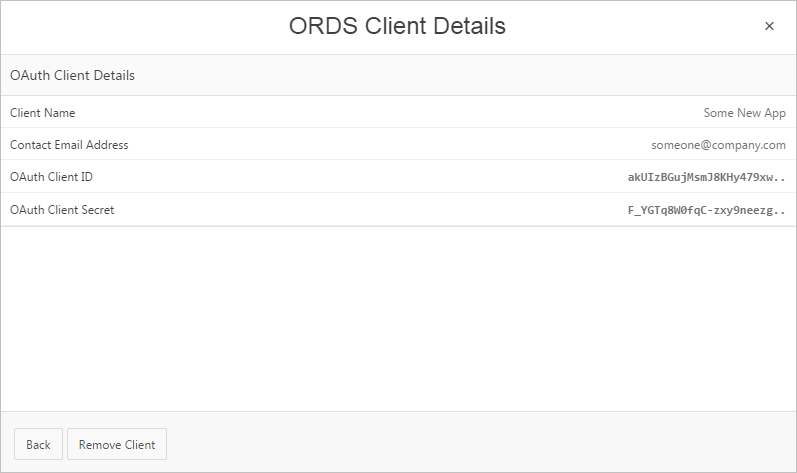 ORDS Client Details
×
OAuth Client Details
Client Name Some New App
Contact Email Address someone@company.com
OAuth Client ID akUIzBGujMsmJ8KHy479xw..
OAuth Client Secret F_YGTq8W0fqC-zxy9neezg..
Back Remove Client